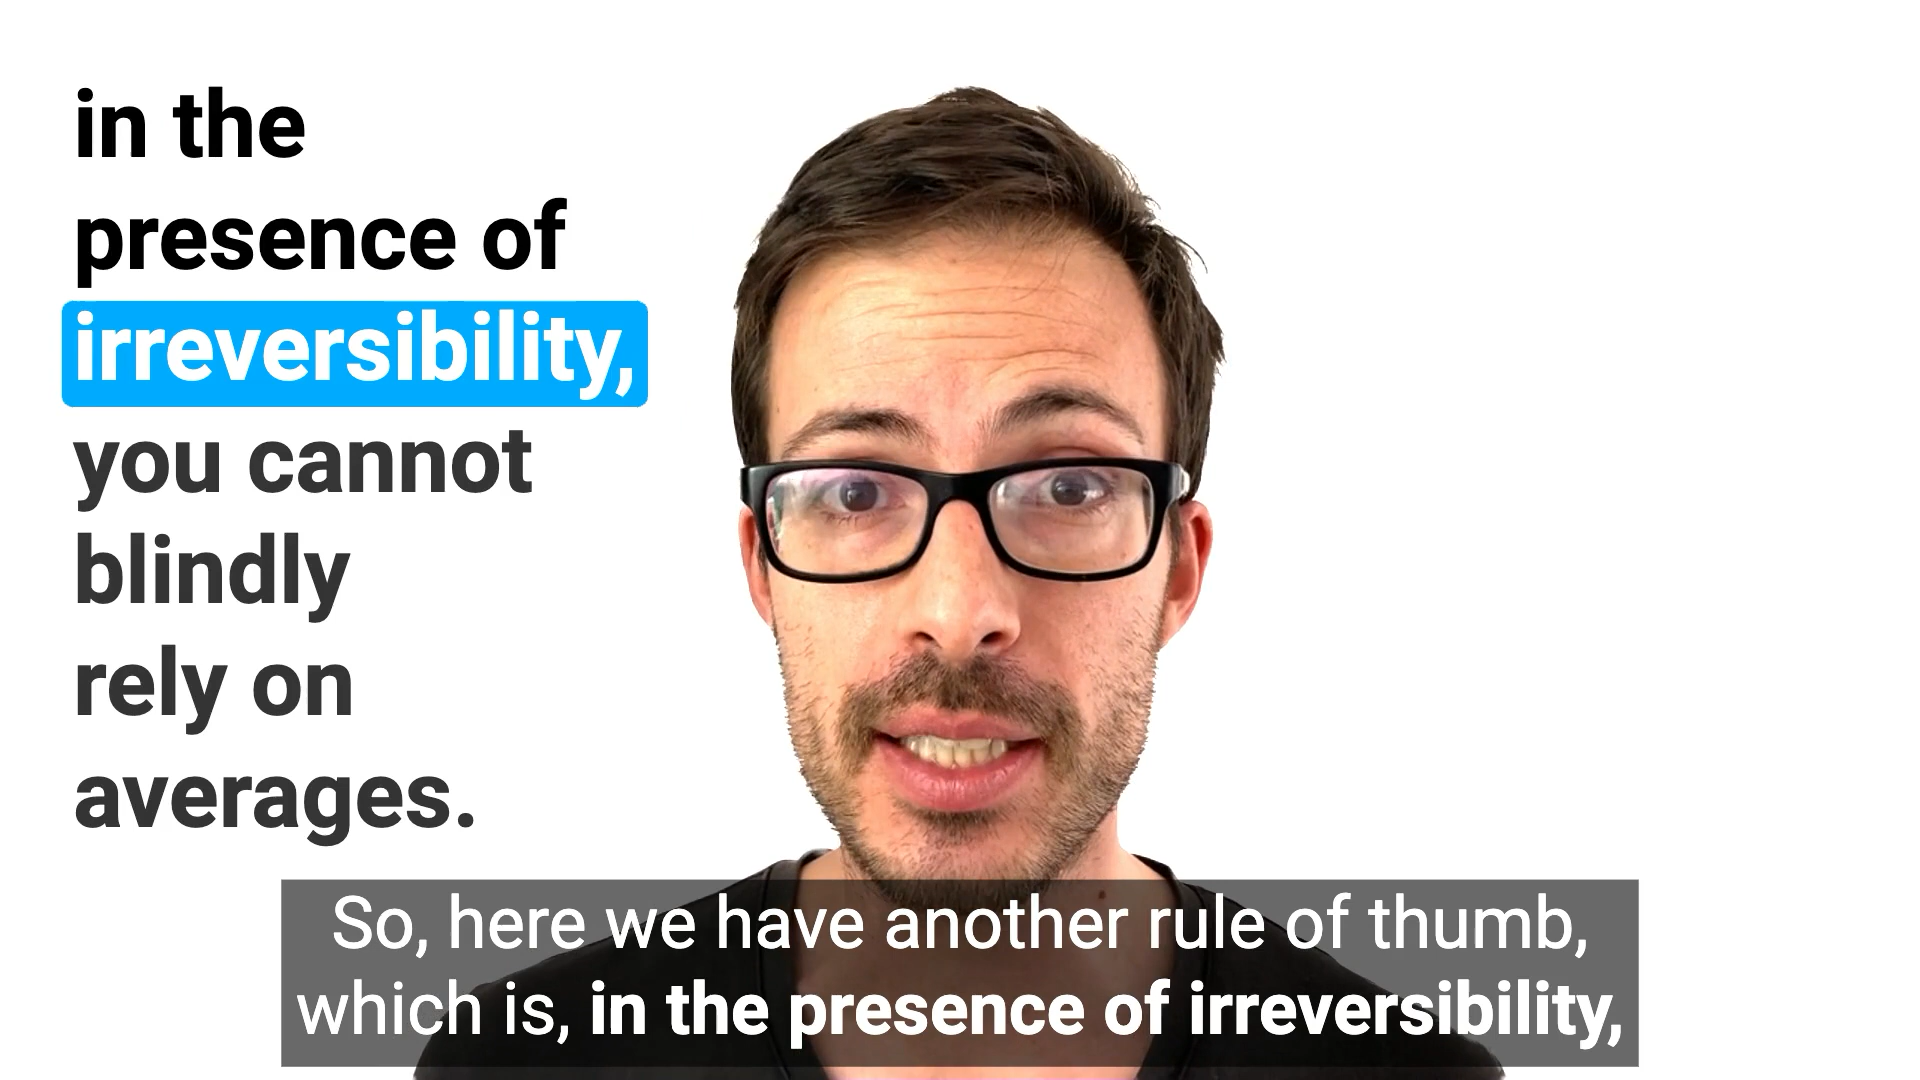 in the
presence of
irreversibility,
you cannot
blindly
rely on
averages.
So, here we have another rule of thumb,
which is, in the presence of irreversibility,